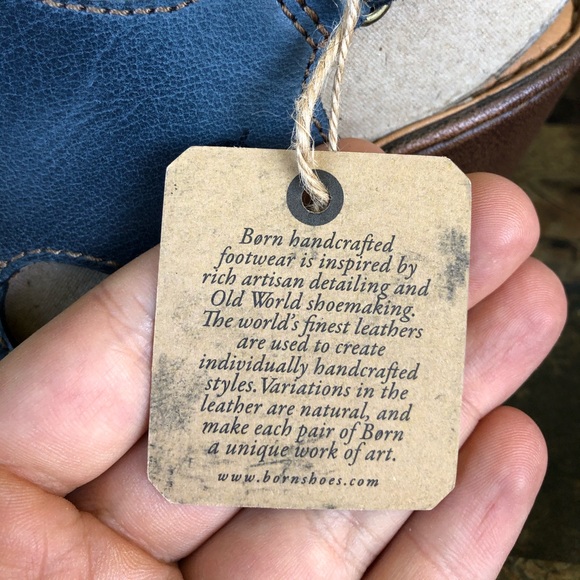 Børn handcrafted
footwear is inspired by
rich artisan detailing and
Old World shoemaking.
The world's finest leathers
are used to create
individually handcrafted
styles. Variations in the
leather are natural, and
make each pair of Børn
a unique work of art.
www.bornshoes.com